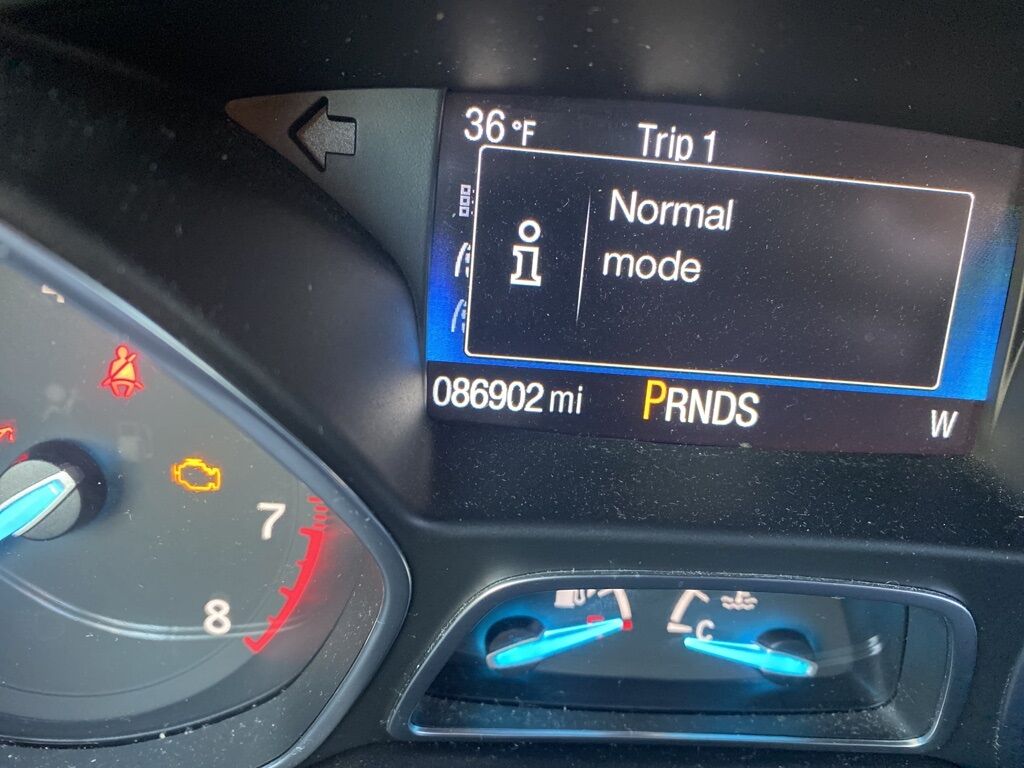 36 °F
Trip 1
Normal
mode
086902 mi
PRNDS
W
7
8
C